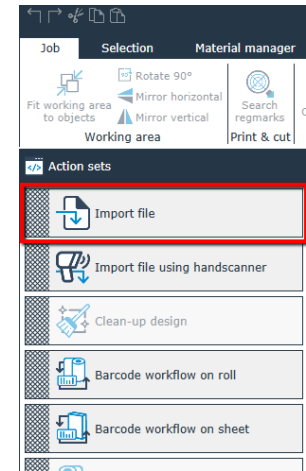 Job Selection Material manager
Fit working area
to objects
Rotate 90°
Mirror horizontal
Mirror vertical
Search
regmarks
Working area Print & cut
Action sets
Import file
Import file using handscanner
Clean-up design
Barcode workflow on roll
Barcode workflow on sheet